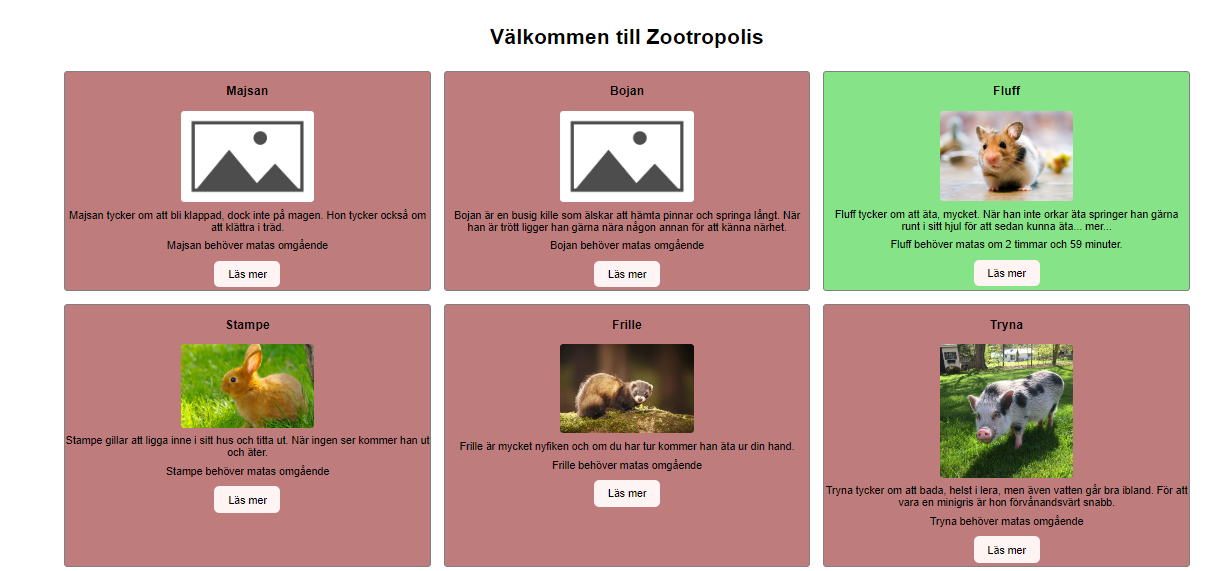 Välkommen till Zootropolis
Majsan
Majsan tycker om att bli klappad, dock inte på magen. Hon tycker också om
att klättra i träd.
Majsan behöver matas omgående
Läs mer
Bojan
Bojan är en busig kille som älskar att hämta pinnar och springa långt. När
han är trött ligger han gärna nära någon annan för att känna närhet.
Bojan behöver matas omgående
Läs mer
Fluff
Fluff tycker om att äta, mycket. När han inte orkar äta springer han gärna
runt i sitt hjul för att sedan kunna äta... mer...
Fluff behöver matas om 2 timmar och 59 minuter.
Läs mer
Stampe
Stampe gillar att ligga inne i sitt hus och titta ut. När ingen ser kommer han ut
och äter.
Stampe behöver matas omgående
Läs mer
Frille
Frille är mycket nyfiken och om du har tur kommer han äta ur din hand.
Frille behöver matas omgående
Läs mer
Tryna
Tryna tycker om att bada, helst i lera, men även vatten går bra ibland. För att
vara en minigris är hon förvånandsvärt snabb.
Tryna behöver matas omgående
Läs mer